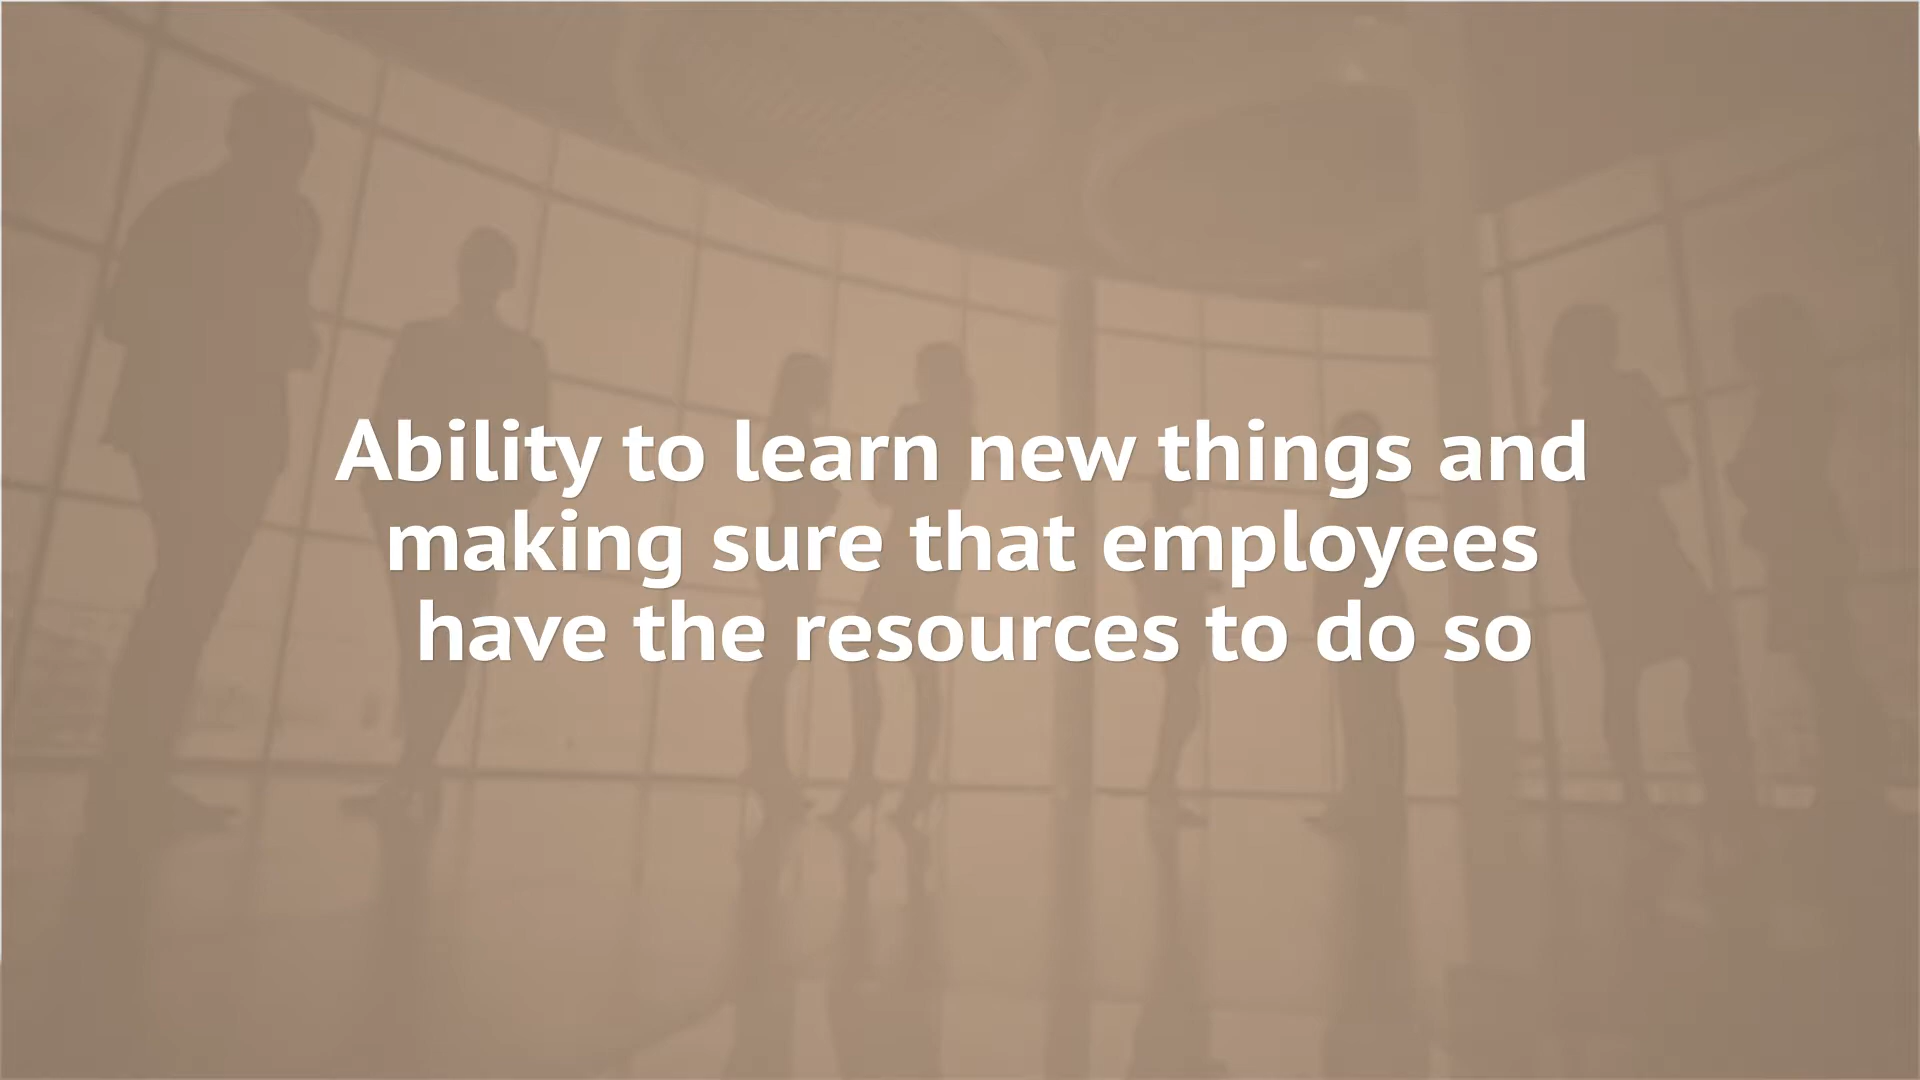 Ability to learn new things and
making sure that employees
have the resources to do so